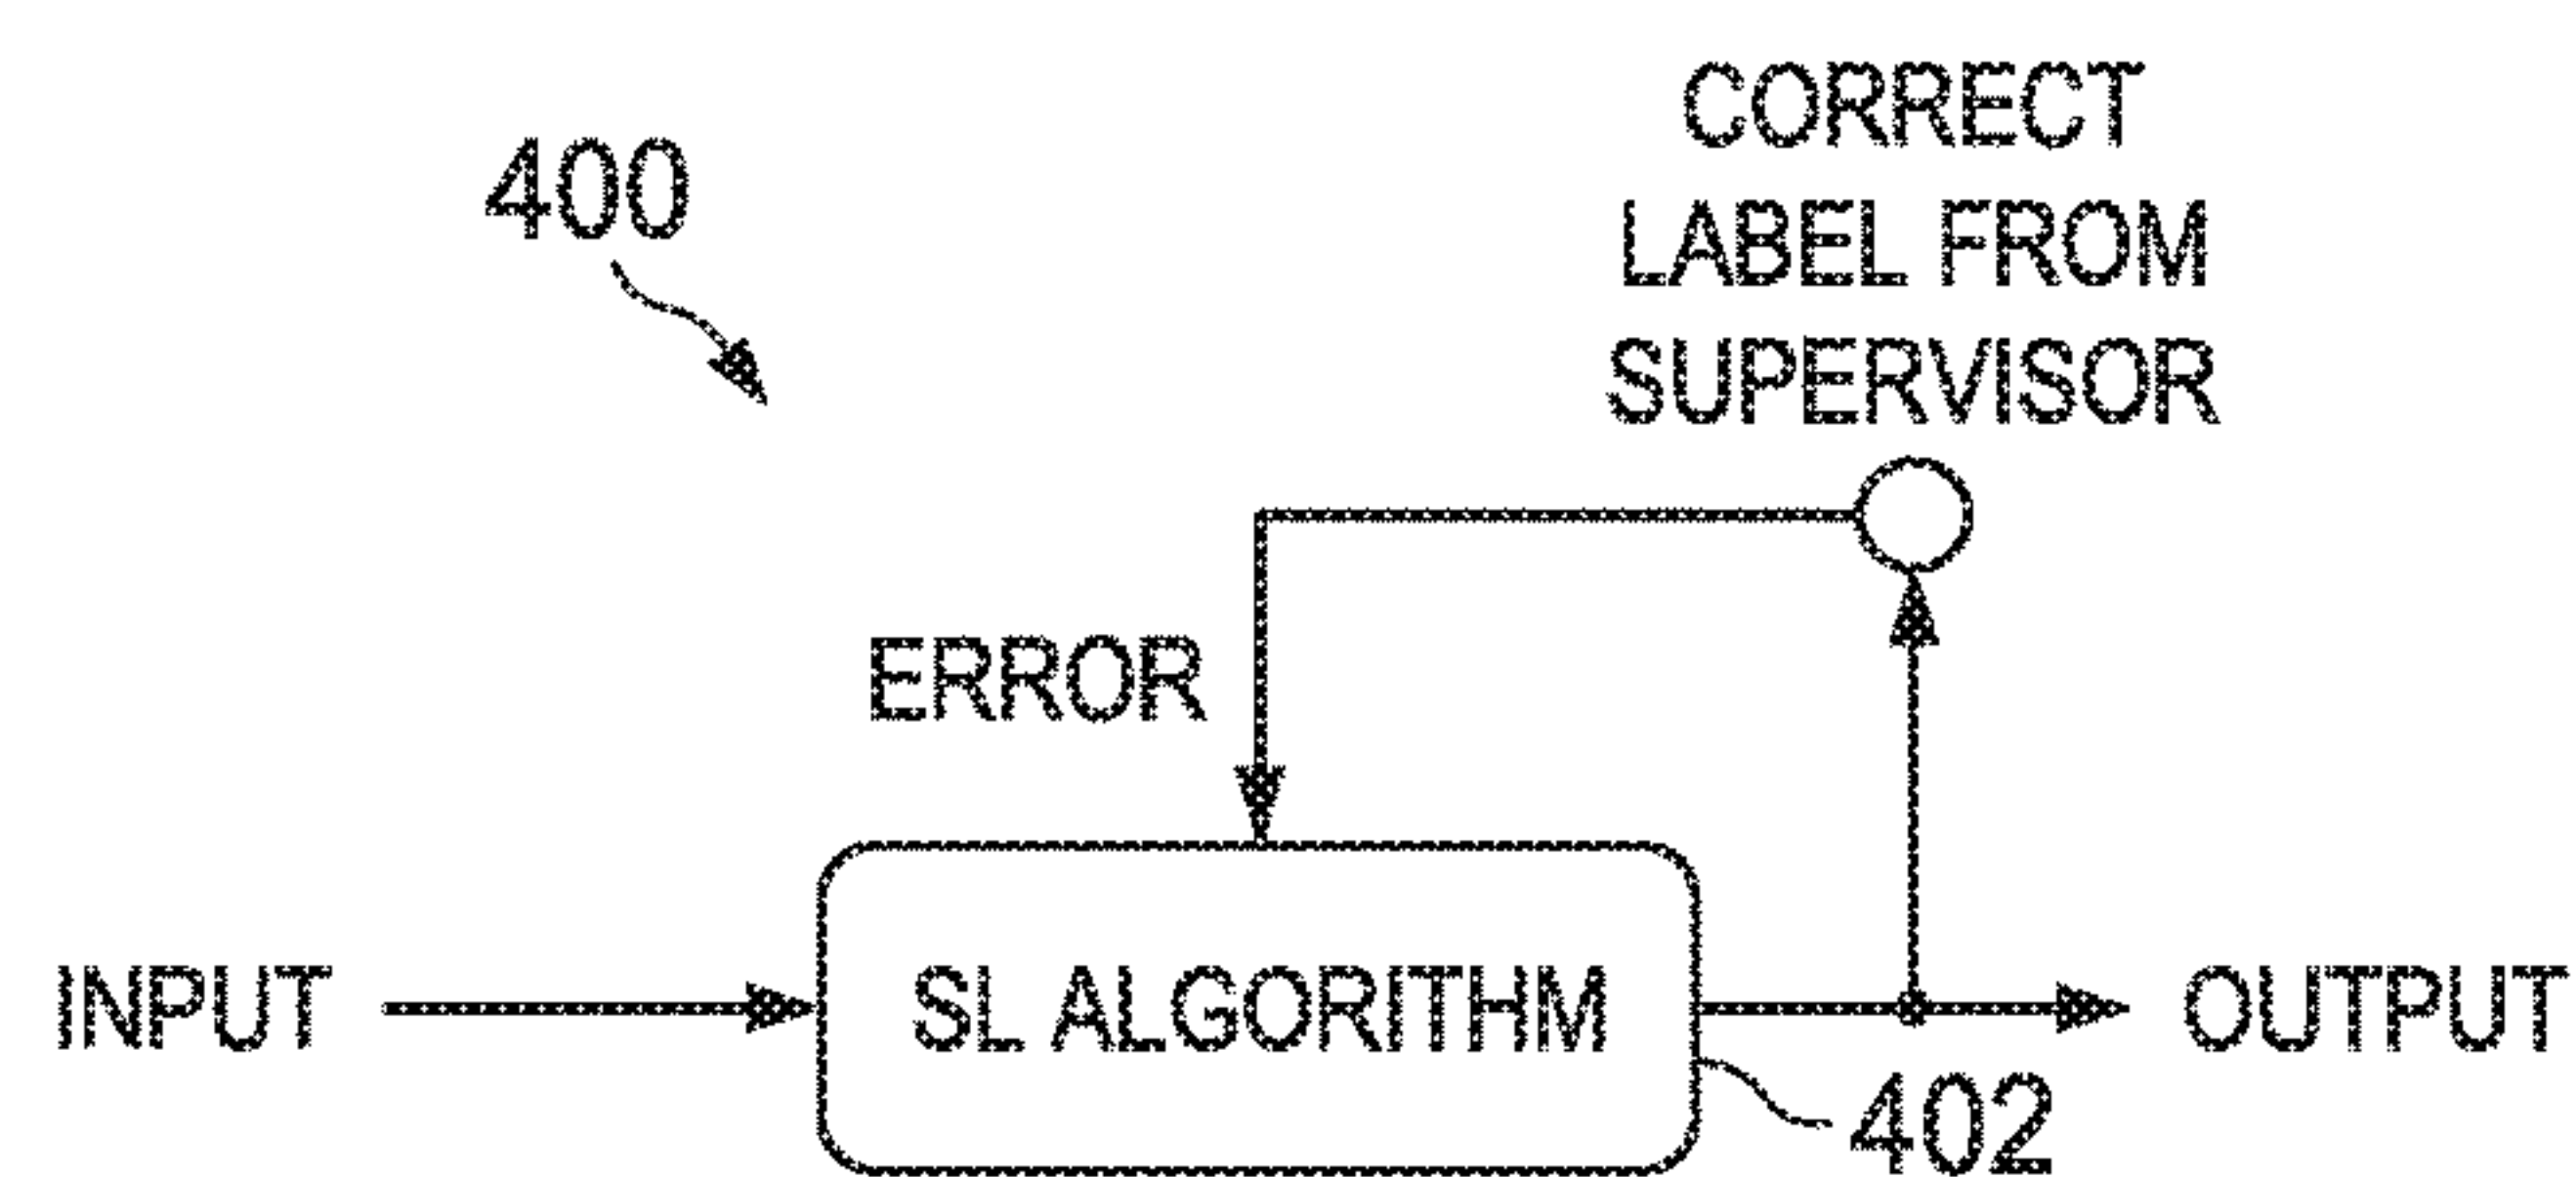 400
CORRECT
LABEL FROM
SUPERVISOR
ERROR
INPUT
SL ALGORITHM
OUTPUT
402